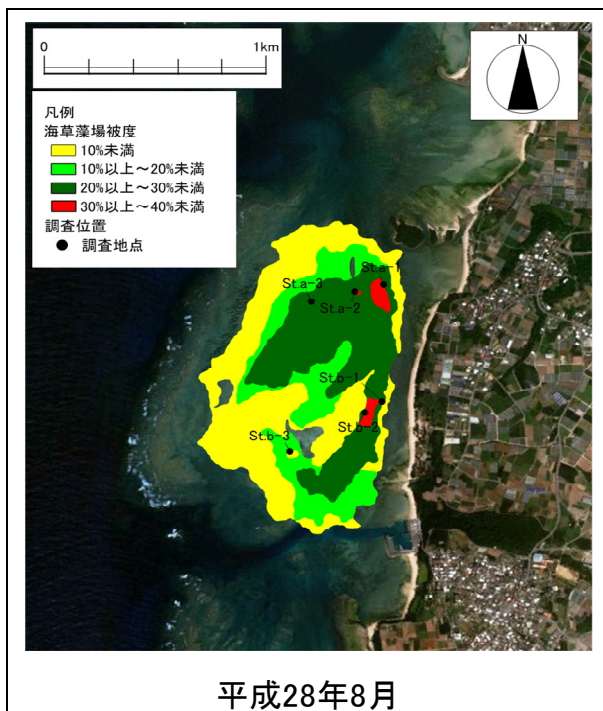 0 1km
N
凡例
海草藻場被度
10%未満
10%以上~20%未満
20%以上~30%未満
30%以上~40%未満
調査位置
調査地点
St.a-1
St.a-3
St.a-2
St.b-1
St.b-2
St.b-3
平成28年8月